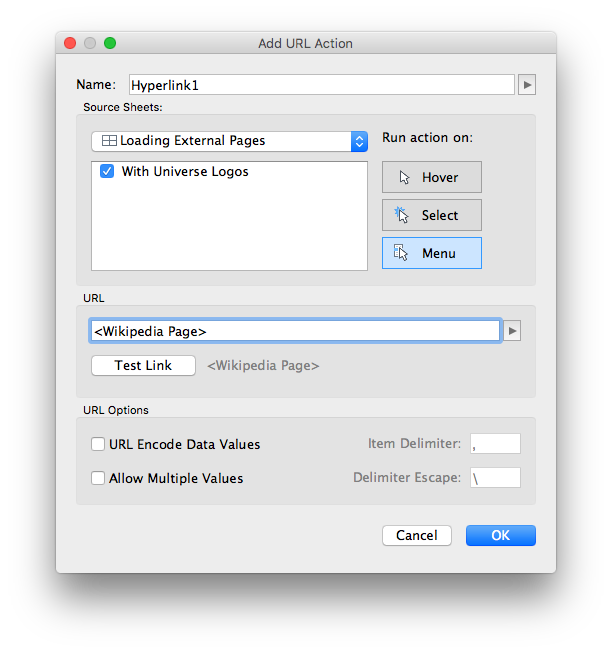 Add URL Action
Name: Hyperlink1
Source Sheets:
Loading External Pages
Run action on:
With Universe Logos
Hover
Select
Menu
URL
<Wikipedia Page>
Test Link <Wikipedia Page>
URL Options
URL Encode Data Values
Item Delimiter: ,
Allow Multiple Values
Delimiter Escape: \
Cancel
OK